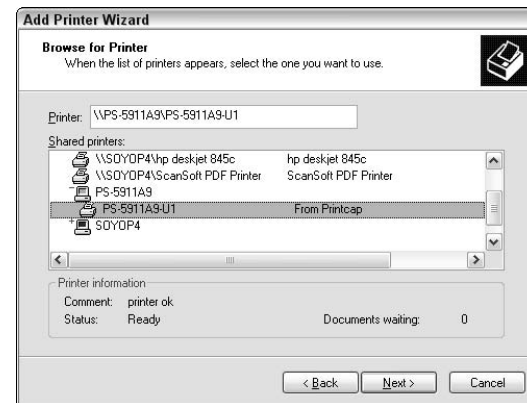 Add Printer Wizard
Browse for Printer
When the list of printers appears, select the one you want to use.
Printer: \\PS-5911A9\PS-5911A9-U1
Shared printers:
\\SOYOP4\hp deskjet 845c hp deskjet 845c
\\SOYOP4\ScanSoft PDF Printer ScanSoft PDF Printer
PS-5911A9
PS-5911A9-U1 From Printcap
SOYOP4
Printer information
Comment: printer ok
Status: Ready Documents waiting: 0
< Back Next > Cancel